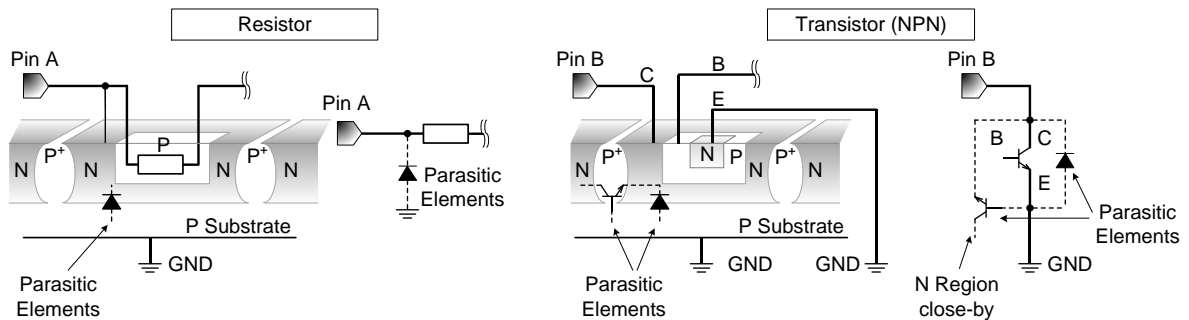 Resistor
Transistor (NPN)
Pin A
Pin A
N
P+
N
P
N
P+
N
Parasitic
Elements
P Substrate
GND
Parasitic
Elements
Pin B
C
B
E
N
P+
N
N
P
N
P+
N
P Substrate
GND
GND
Parasitic
Elements
Pin B
B
C
E
Parasitic
Elements
GND
N Region
close-by